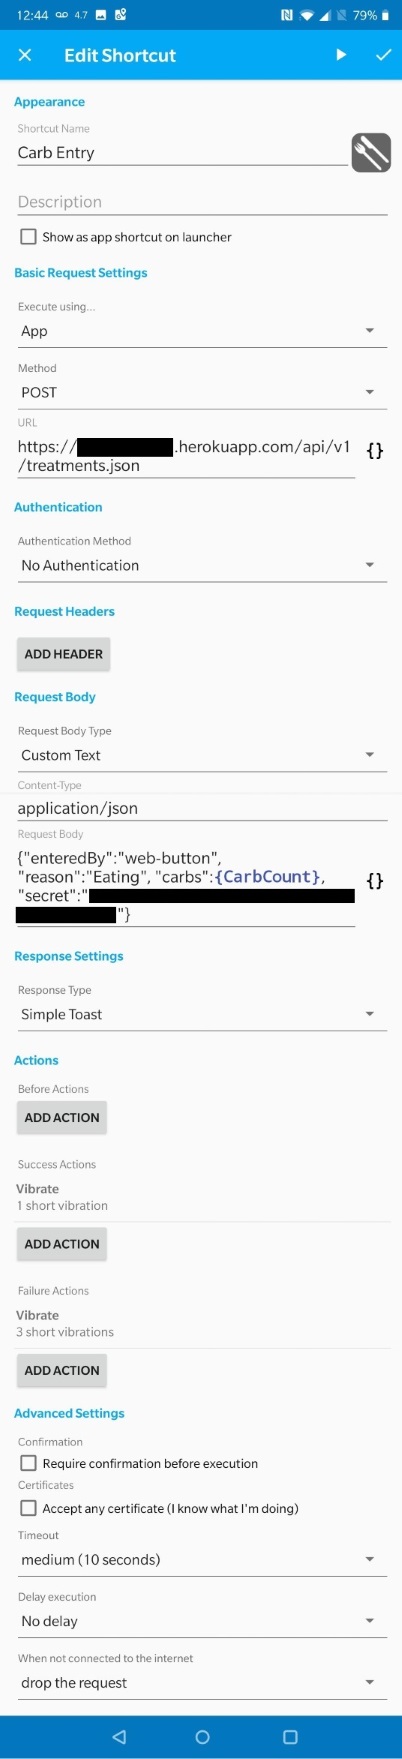 12:44 4.7 79%
Edit Shortcut
Appearance
Shortcut Name
Carb Entry
Description
Show as app shortcut on launcher
Basic Request Settings
Execute using...
App
Method
POST
URL
https:// .herokuapp.com/api/v1
/treatments.json
{}
Authentication
Authentication Method
No Authentication
Request Headers
ADD HEADER
Request Body
Request Body Type
Custom Text
Content-Type
application/json
Request Body
{"enteredBy":"web-button",
"reason":"Eating", "carbs":{CarbCount},
"secret":"
"}
{}
Response Settings
Response Type
Simple Toast
Actions
Before Actions
ADD ACTION
Success Actions
Vibrate
1 short vibration
ADD ACTION
Failure Actions
Vibrate
3 short vibrations
ADD ACTION
Advanced Settings
Confirmation
Require confirmation before execution
Certificates
Accept any certificate (I know what I'm doing)
Timeout
medium (10 seconds)
Delay execution
No delay
When not connected to the internet
drop the request